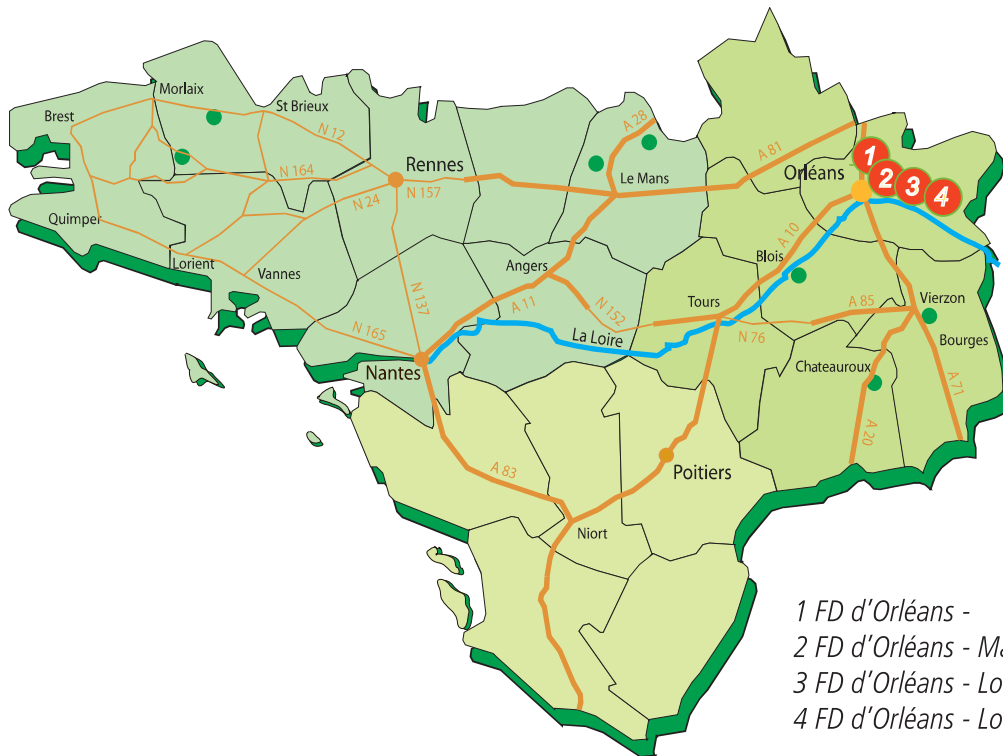 Morlaix
Brest
St Brieux
N 12
A 28
A 81
1
Rennes
Orléans
N 164
Le Mans
2
3
4
N 157
N 24
Quimper
A 10
Lorient
Vannes
Angers
Blois
N 137
A 11
N 152
Tours
A 85
Vierzon
N 165
La Loire
N 76
Bourges
Nantes
Chateauroux
A 71
A 20
A 83
Poitiers
Niort
1 FD d'Orléans -
2 FD d'Orléans - Ma
3 FD d'Orléans - Lo
4 FD d'Orléans - Lo